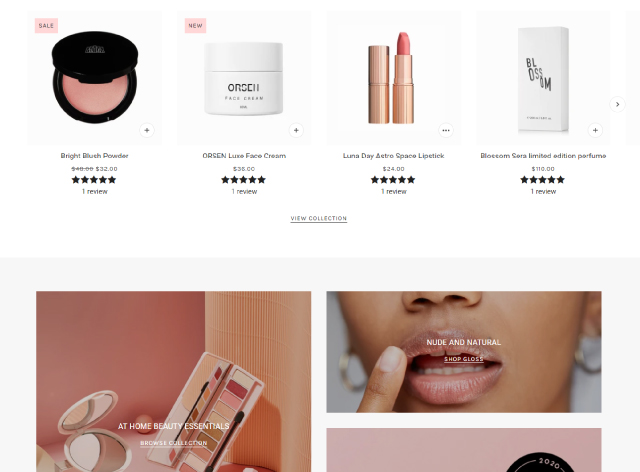 SALE
NEW
ORSEN
FACE CREAM
BLOSSOM
Bright Blush Powder
ORSEN Luxe Face Cream
Luna Day Astro Space Lipstick
Blossom Sera limited edition perfume
$40.00 $32.00
$38.00
$24.00
$110.00
1 review
1 review
1 review
1 review
VIEW COLLECTION
NUDE AND NATURAL
SHOP GLOSS
AT HOME BEAUTY ESSENTIALS
BROWSE COLLECTION
2020